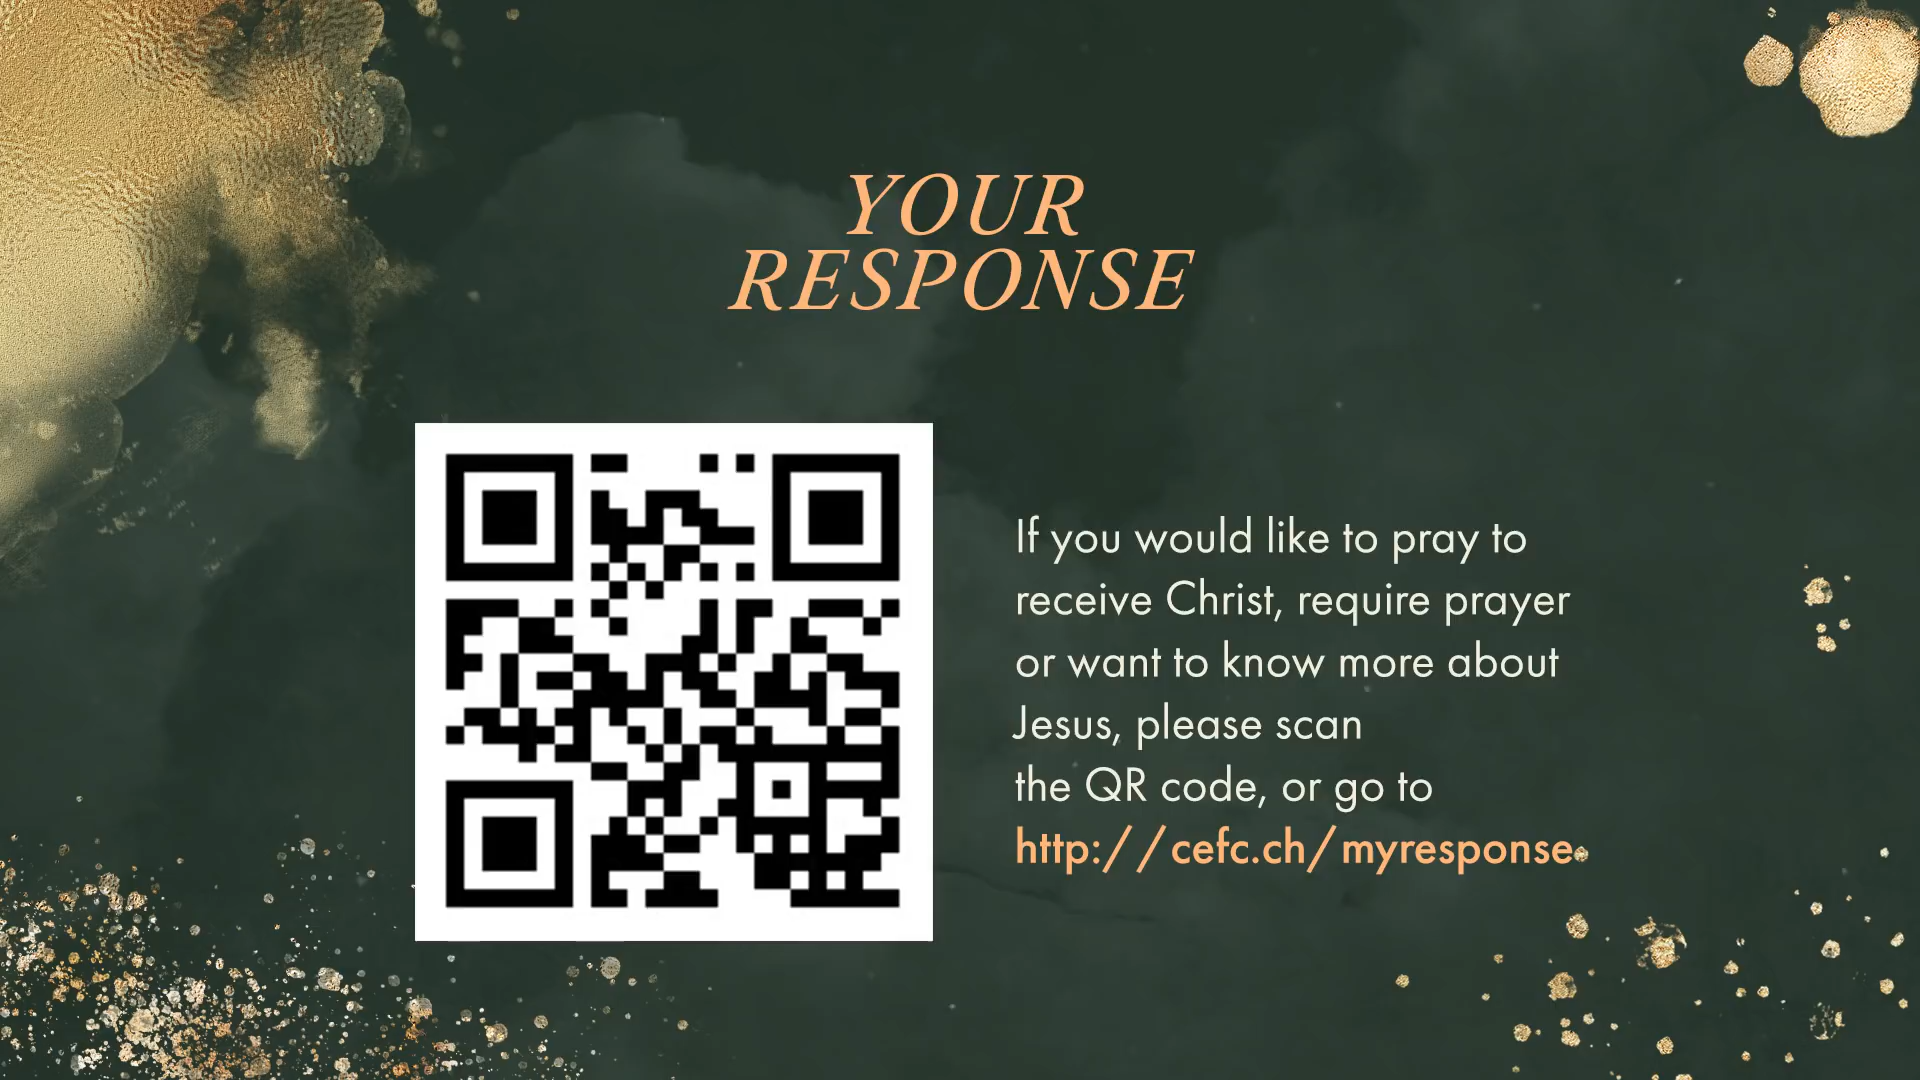 YOUR
RESPONSE
If you would like to pray to
receive Christ, require prayer
or want to know more about
Jesus, please scan
the QR code, or go to
http://cefc.ch/myresponse